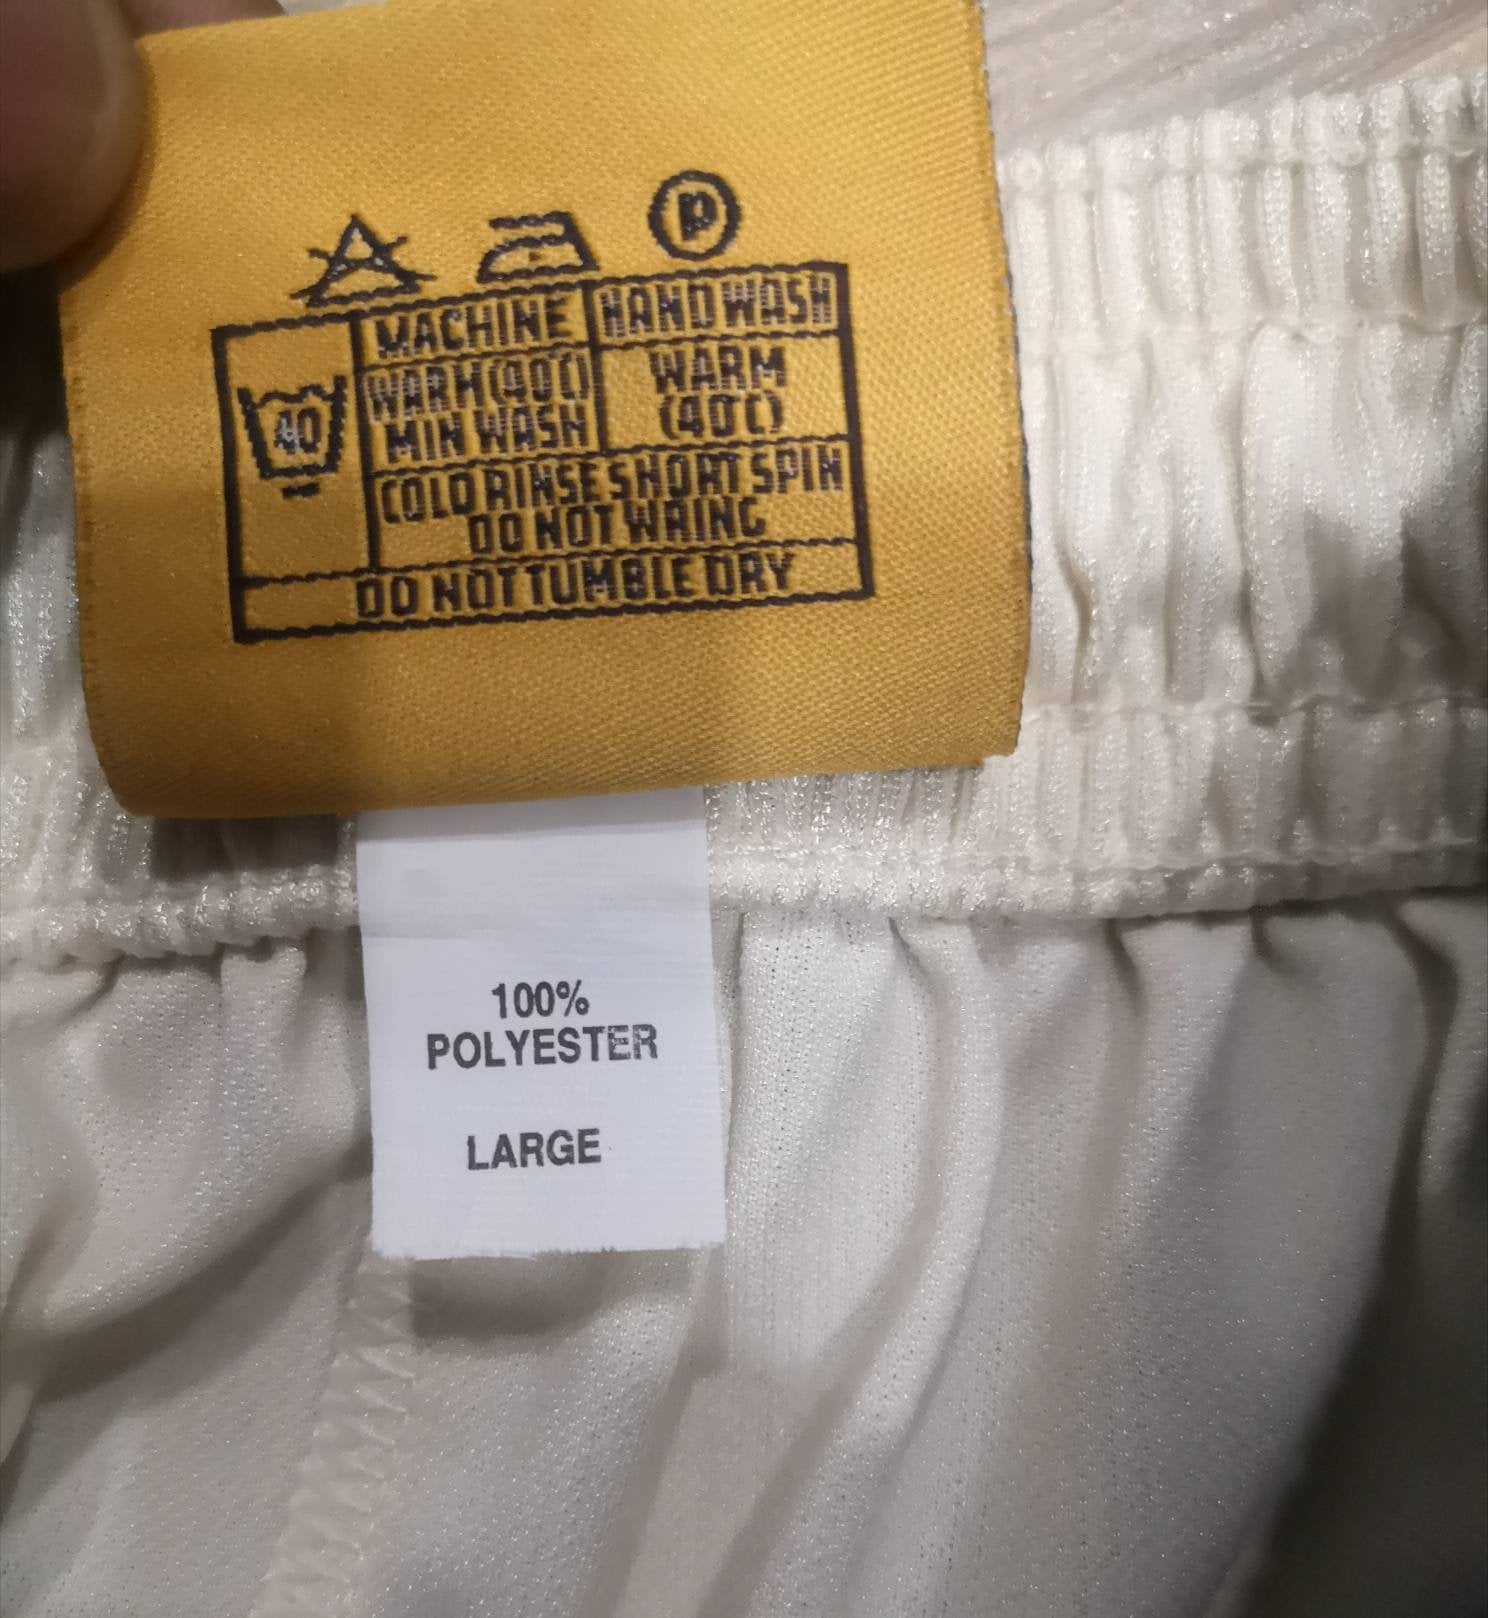 P
MACHINE HAND WASH
40 WARM (40°C) WARM
MIN WASH (40°C)
COLD RINSE SHORT SPIN
DO NOT WRING
DO NOT TUMBLE DRY
100%
POLYESTER
LARGE